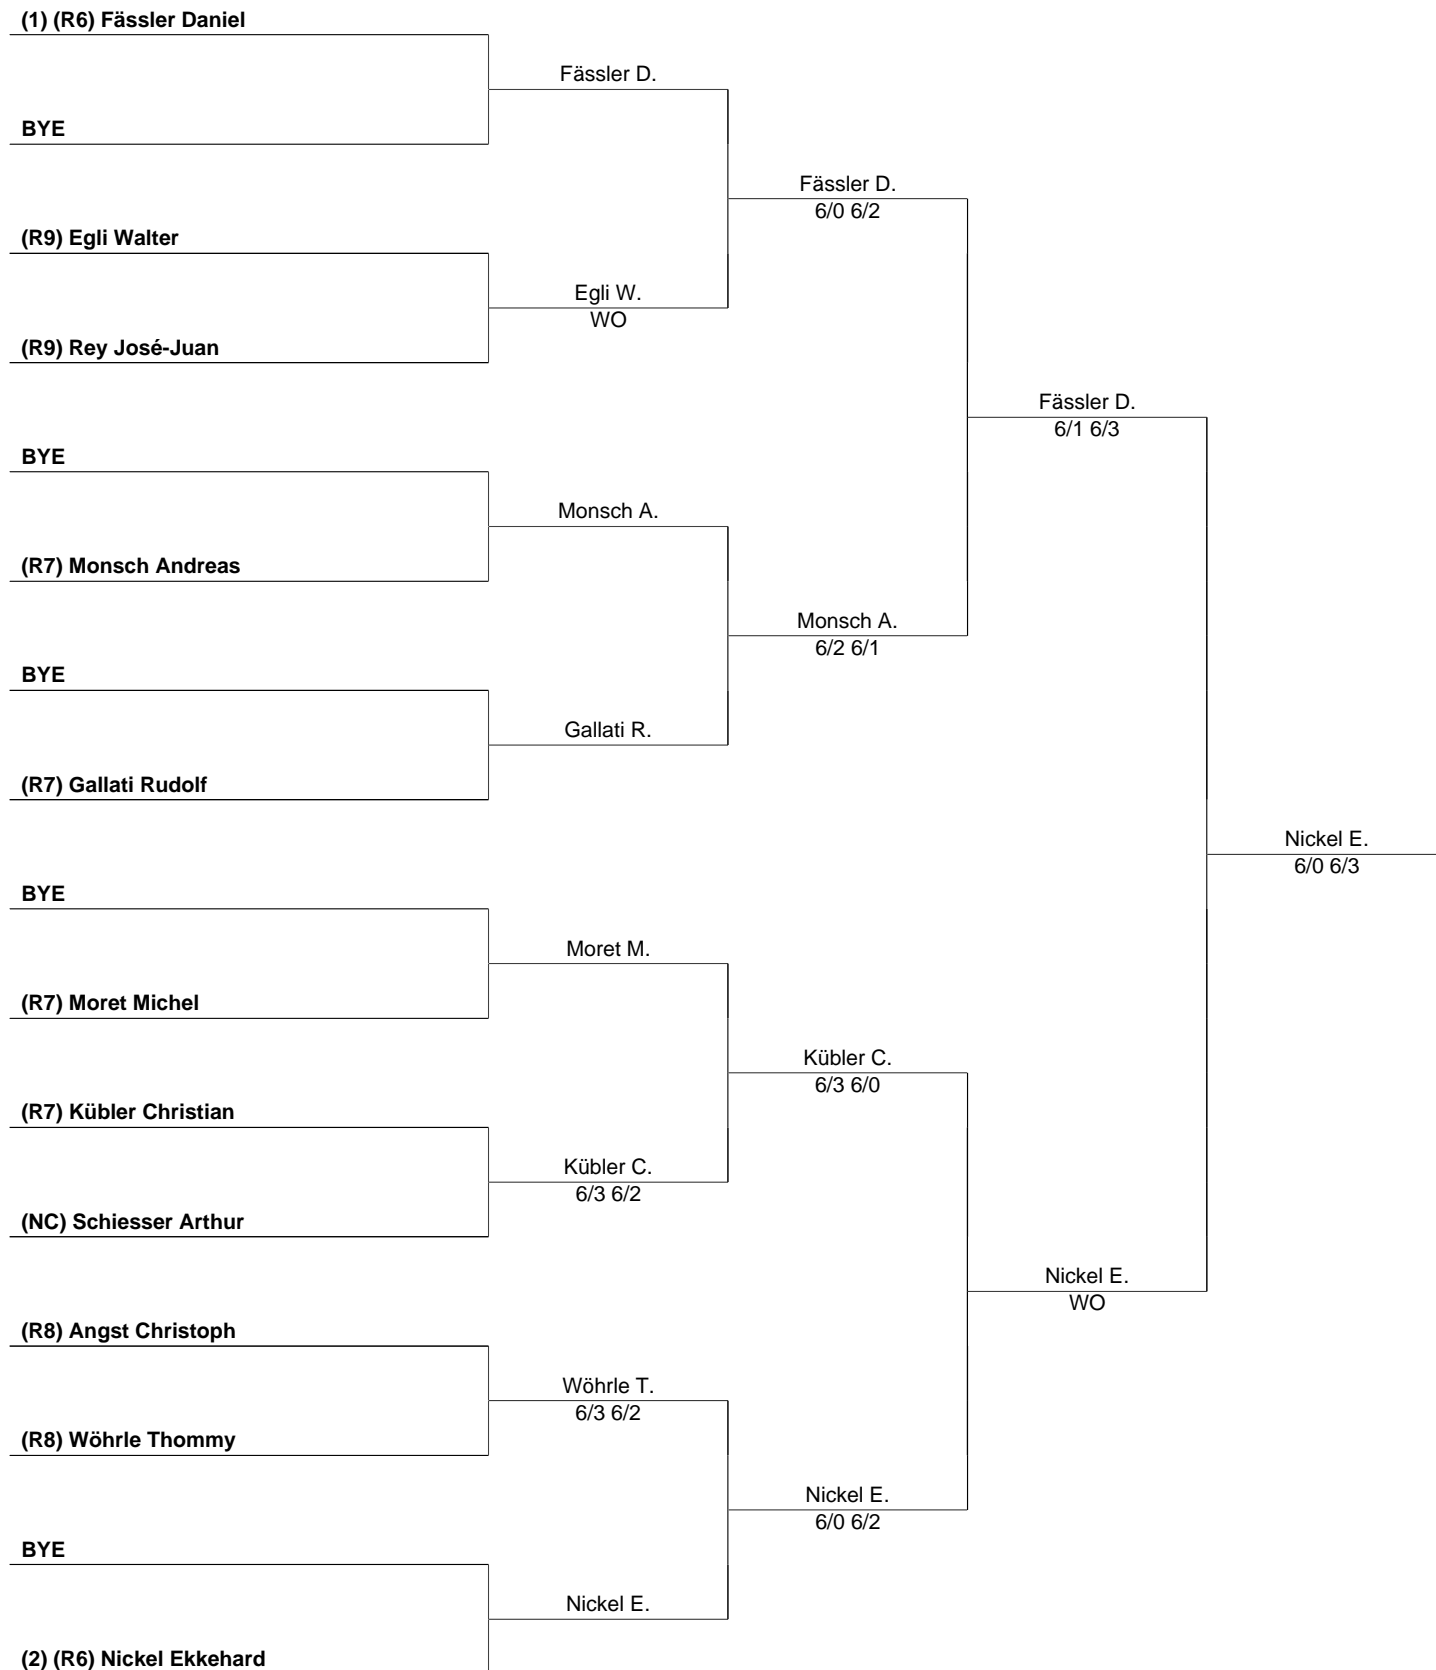 (1) (R6) Fässler Daniel
Fässler D.
BYE
Fässler D.
6/0 6/2
(R9) Egli Walter
Egli W.
WO
(R9) Rey José-Juan
Fässler D.
6/1 6/3
BYE
Monsch A.
(R7) Monsch Andreas
Monsch A.
6/2 6/1
BYE
Gallati R.
(R7) Gallati Rudolf
Nickel E.
6/0 6/3
BYE
Moret M.
(R7) Moret Michel
Kübler C.
6/3 6/0
(R7) Kübler Christian
Kübler C.
6/3 6/2
(NC) Schiesser Arthur
Nickel E.
WO
(R8) Angst Christoph
Wöhrle T.
6/3 6/2
(R8) Wöhrle Thommy
Nickel E.
6/0 6/2
BYE
Nickel E.
(2) (R6) Nickel Ekkehard